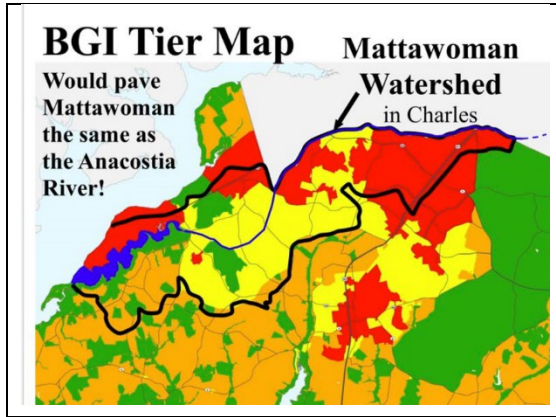 BGI Tier Map
Would pave
Mattawoman
the same as
the Anacostia
River!
Mattawoman
Watershed
in Charles